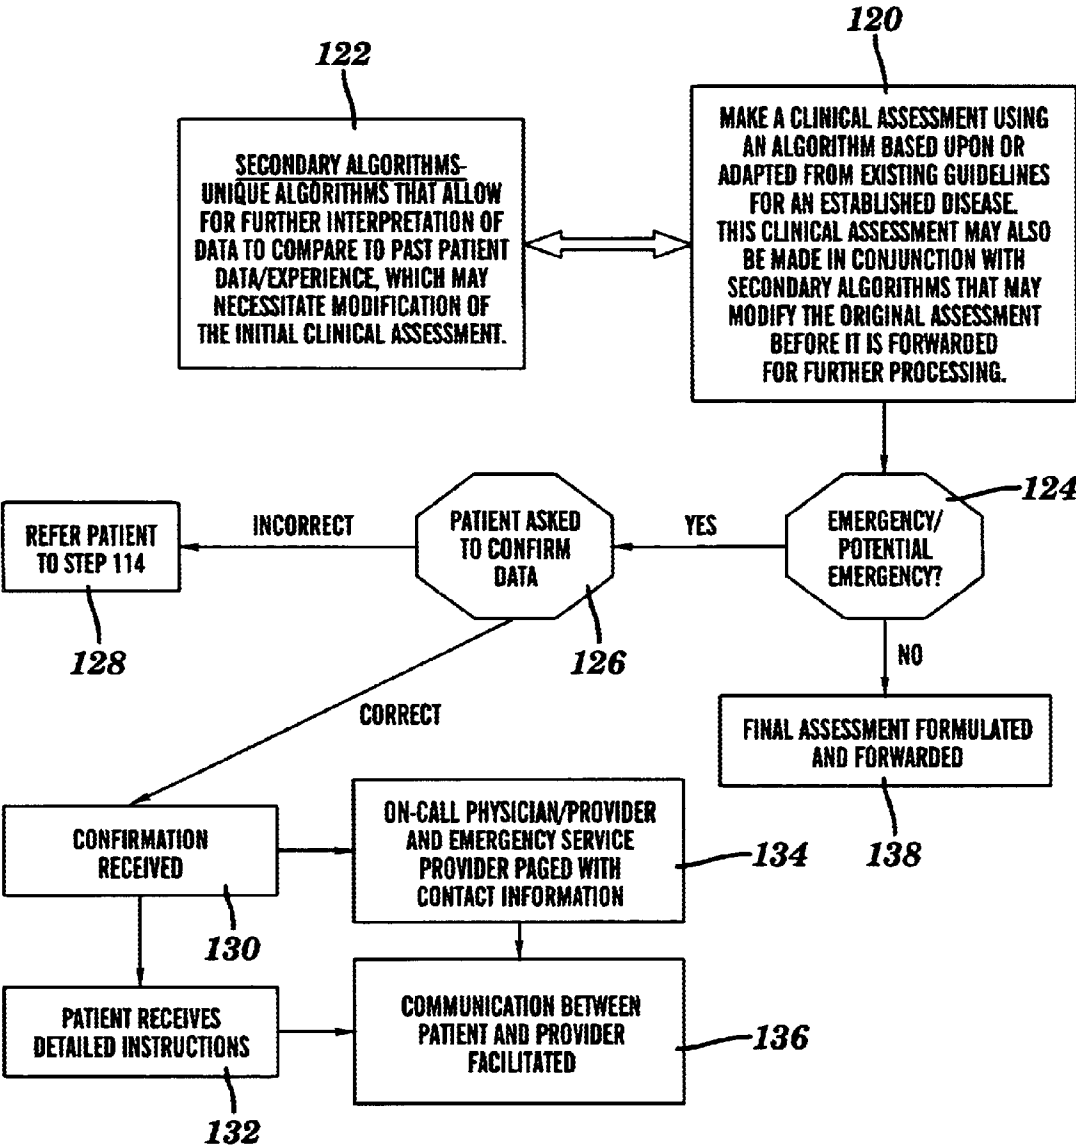 120
122
MAKE A CLINICAL ASSESSMENT USING
AN ALGORITHM BASED UPON OR
ADAPTED FROM EXISTING GUIDELINES
FOR AN ESTABLISHED DISEASE.
THIS CLINICAL ASSESSMENT MAY ALSO
BE MADE IN CONJUNCTION WITH
SECONDARY ALGORITHMS THAT MAY
MODIFY THE ORIGINAL ASSESSMENT
BEFORE IT IS FORWARDED
FOR FURTHER PROCESSING.
SECONDARY ALGORITHMS-
UNIQUE ALGORITHMS THAT ALLOW
FOR FURTHER INTERPRETATION OF
DATA TO COMPARE TO PAST PATIENT
DATA/EXPERIENCE, WHICH MAY
NECESSITATE MODIFICATION OF
THE INITIAL CLINICAL ASSESSMENT.
124
EMERGENCY/
POTENTIAL
EMERGENCY?
YES
PATIENT ASKED
TO CONFIRM
DATA
126
INCORRECT
REFER PATIENT
TO STEP 114
128
NO
CORRECT
FINAL ASSESSMENT FORMULATED
AND FORWARDED
138
CONFIRMATION
RECEIVED
130
ON-CALL PHYSICIAN/PROVIDER
AND EMERGENCY SERVICE
PROVIDER PAGED WITH
CONTACT INFORMATION
134
PATIENT RECEIVES
DETAILED INSTRUCTIONS
132
COMMUNICATION BETWEEN
PATIENT AND PROVIDER
FACILITATED
136